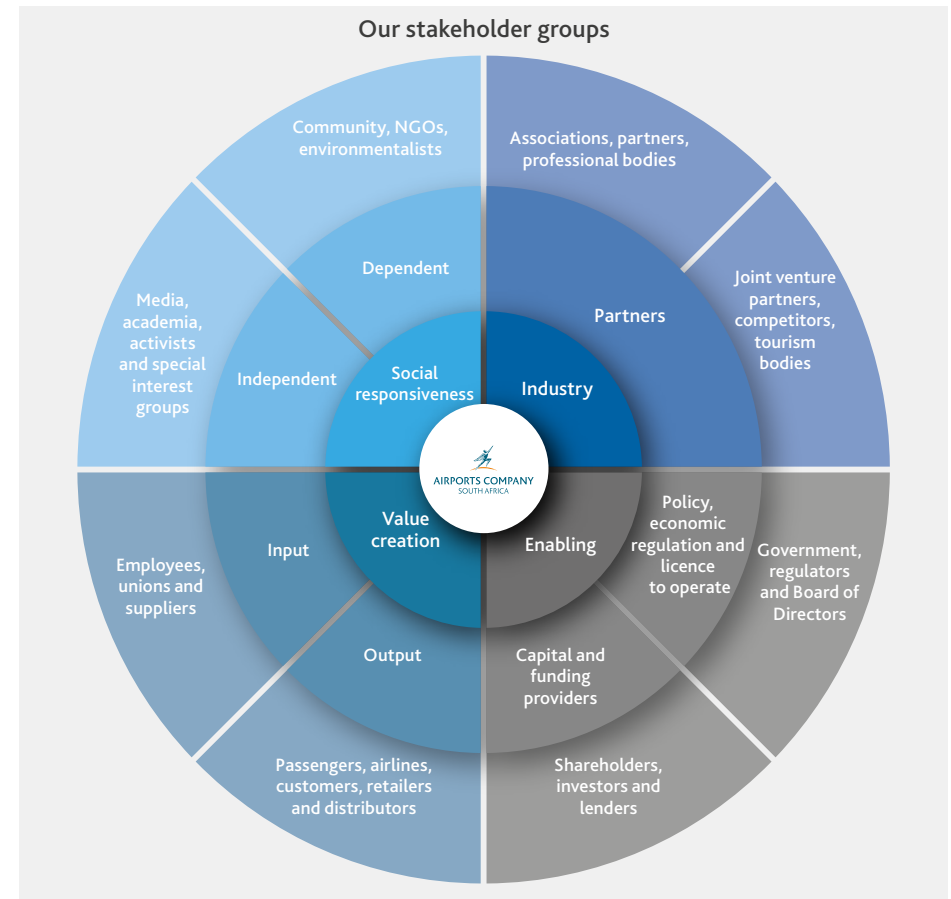 Our stakeholder groups
Community, NGOs,
environmentalists
Associations, partners,
professional bodies
Dependent
Partners
Joint venture
partners,
competitors,
tourism
bodies
Media,
academia,
activists
and special
interest
groups
Independent
Social
responsiveness
Industry
AIRPORTS COMPANY
SOUTH AFRICA
Value
creation
Enabling
Policy,
economic
regulation and
licence
to operate
Government,
regulators
and Board of
Directors
Input
Employees,
unions and
suppliers
Output
Capital and
funding
providers
Passengers, airlines,
customers, retailers
and distributors
Shareholders,
investors and
lenders